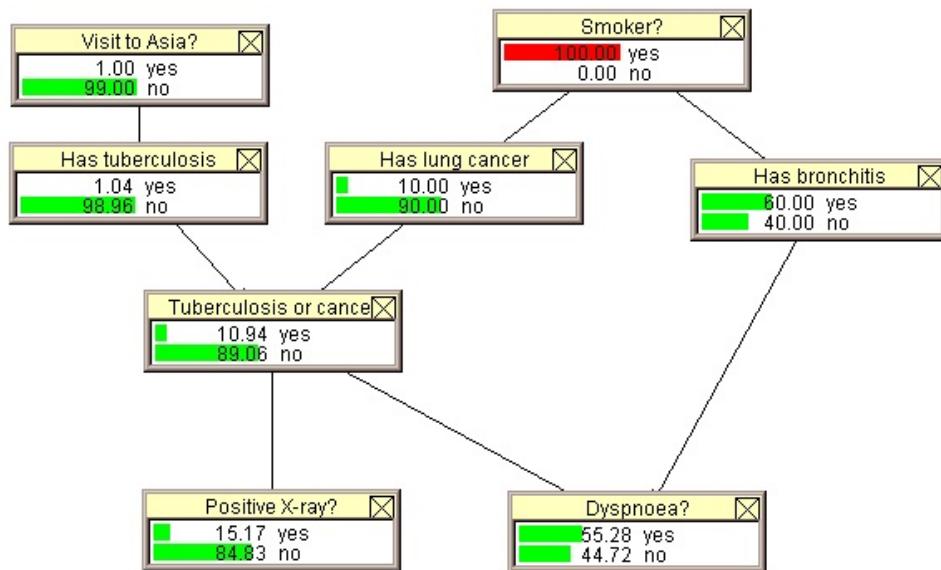 Visit to Asia?
1.00 yes
99.00 no
Smoker?
100.00 yes
0.00 no
Has tuberculosis
1.04 yes
98.96 no
Has lung cancer
10.00 yes
90.00 no
Has bronchitis
60.00 yes
40.00 no
Tuberculosis or cance
10.94 yes
89.06 no
Positive X-ray?
15.17 yes
84.83 no
Dyspnoea?
55.28 yes
44.72 no